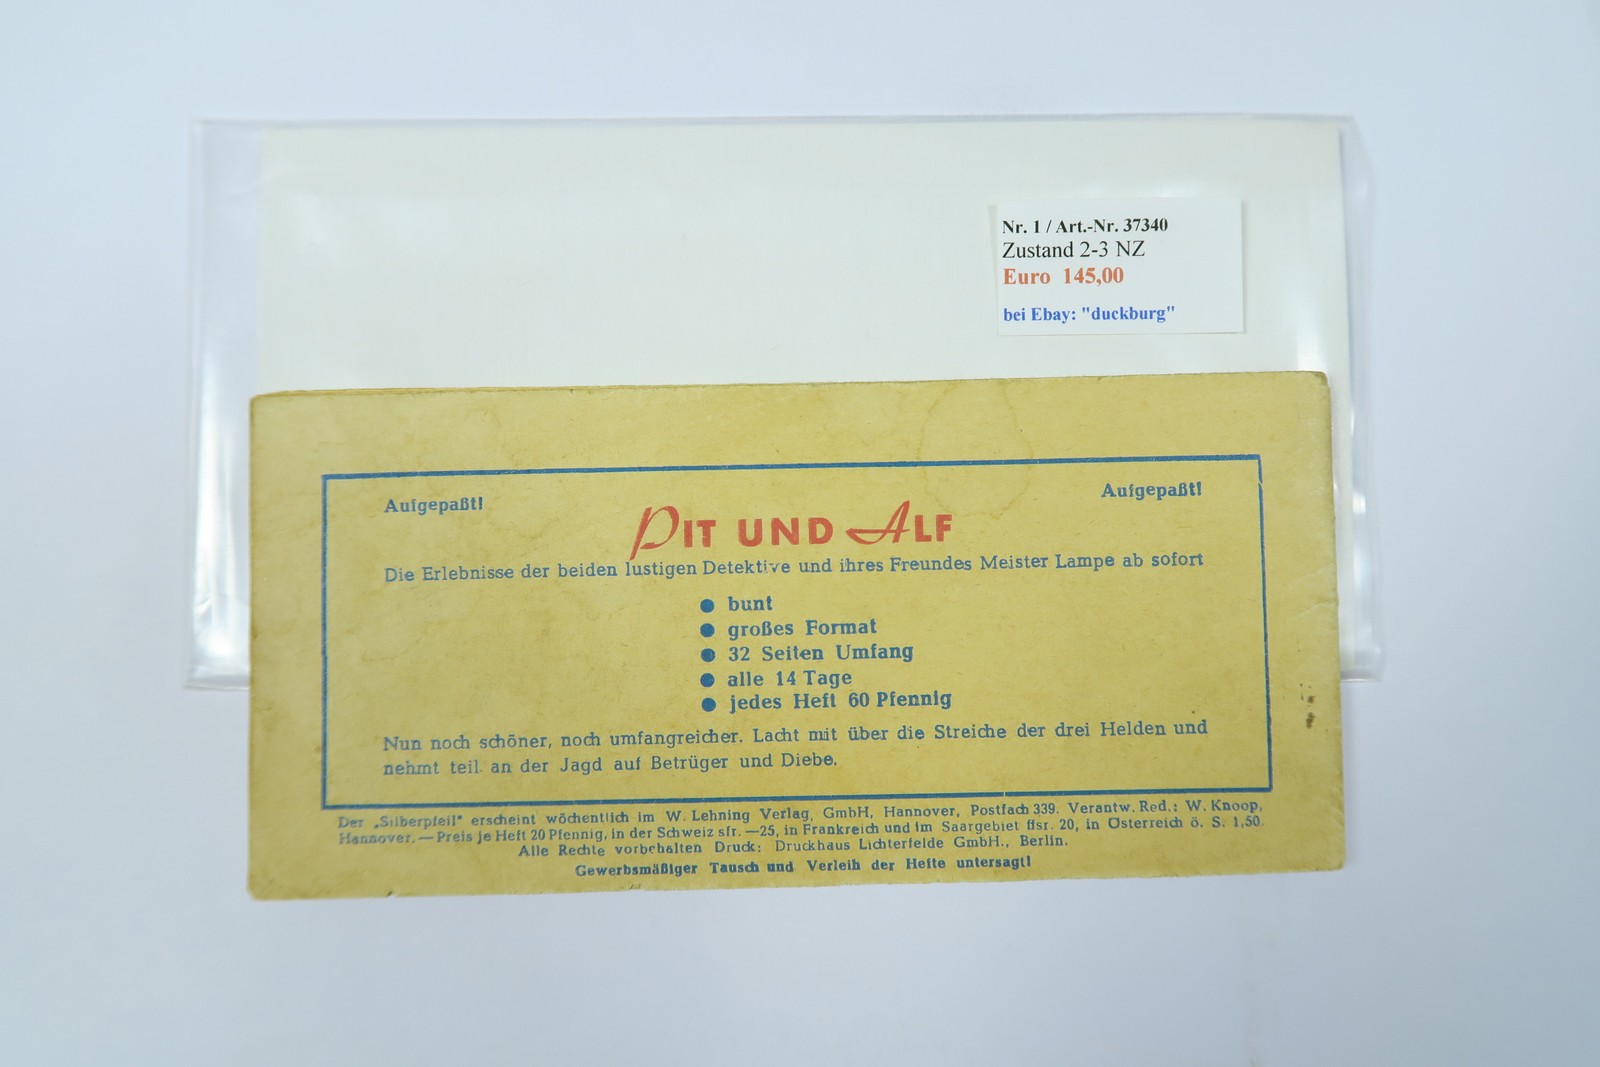 Nr. 1 / Art.-Nr. 37340
Zustand 2-3 NZ
Euro 145,00
bei Ebay: "duckburg"
Aufgepaßt! Aufgepaßt!
PIT UND ALF
Die Erlebnisse der beiden lustigen Detektive und ihres Freundes Meister Lampe ab sofort
● bunt
● großes Format
● 32 Seiten Umfang
● alle 14 Tage
● jedes Heft 60 Pfennig
Nun noch schöner, noch umfangreicher. Lacht mit über die Streiche der drei Helden und
nehmt teil an der Jagd auf Betrüger und Diebe.
Der „Silberpfeil" erscheint wöchentlich im W. Lehning Verlag, GmbH, Hannover, Postfach 339. Verantw. Red.: W. Knoop,
Hannover. — Preis je Heft 20 Pfennig, in der Schweiz sfr. —25, in Frankreich und im Saargebiet ffsr. 20, in Österreich ö. S. 1,50.
Alle Rechte vorbehalten Druck: Druckhaus Lichterfelde GmbH., Berlin.
Gewerbsmäßiger Tausch und Verleih der Hefte untersagt!